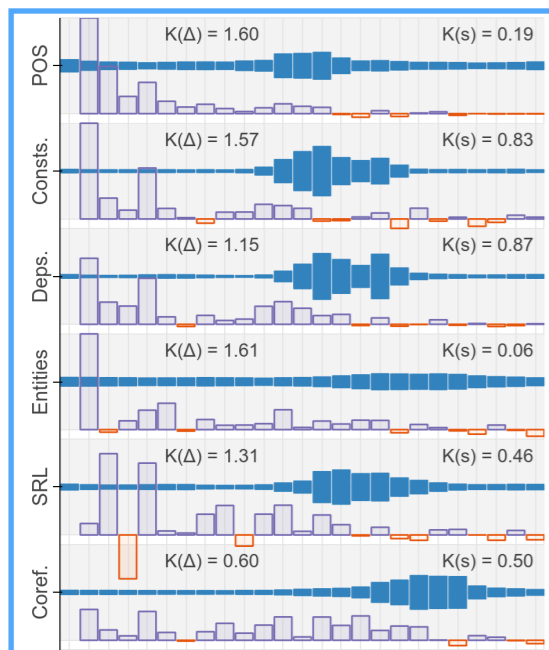 POS K(Δ) = 1.60 K(s) = 0.19
Consts. K(Δ) = 1.57 K(s) = 0.83
Deps. K(Δ) = 1.15 K(s) = 0.87
Entities K(Δ) = 1.61 K(s) = 0.06
SRL K(Δ) = 1.31 K(s) = 0.46
Coref. K(Δ) = 0.60 K(s) = 0.50